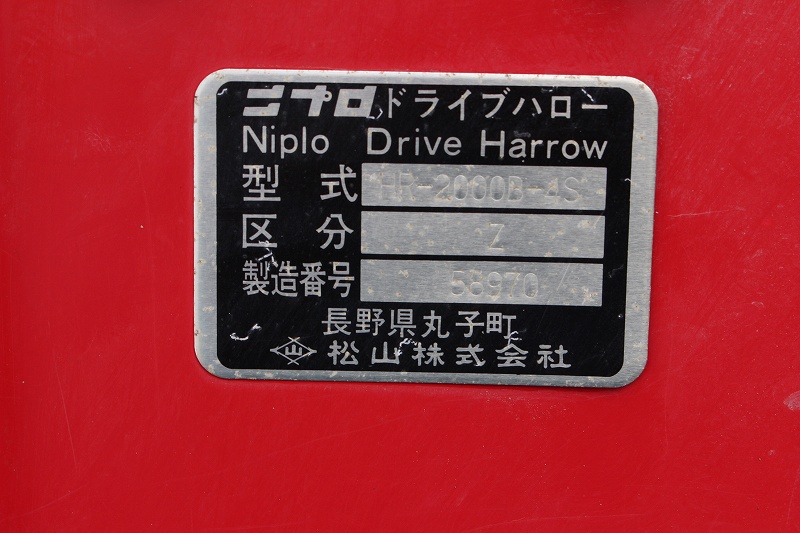 ニプロ ドライブハロー
Niplo Drive Harrow
型式 HR-2000B-4S
区分 Z
製造番号 58970
長野県丸子町
山 松山株式会社